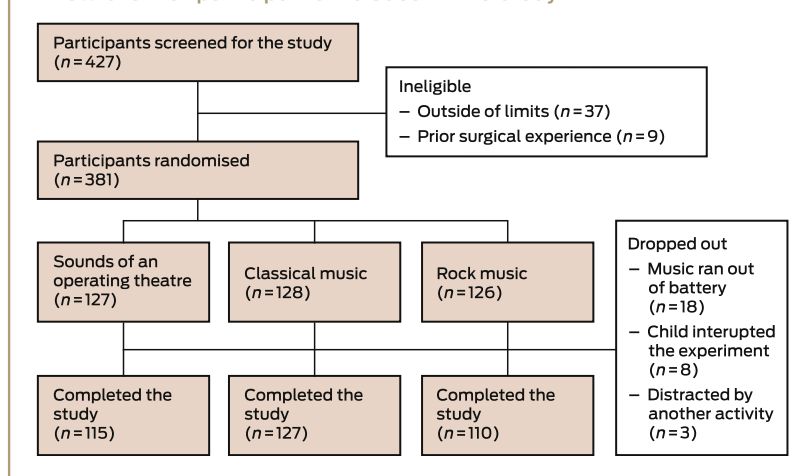 Participants screened for the study
(n=427)
Ineligible
– Outside of limits (n=37)
– Prior surgical experience (n=9)
Participants randomised
(n=381)
Sounds of an
operating theatre
(n=127)
Classical music
(n=128)
Rock music
(n=126)
Dropped out
– Music ran out
of battery
(n=18)
– Child interupted
the experiment
(n=8)
– Distracted by
another activity
(n=3)
Completed the
study
(n=115)
Completed the
study
(n=127)
Completed the
study
(n=110)